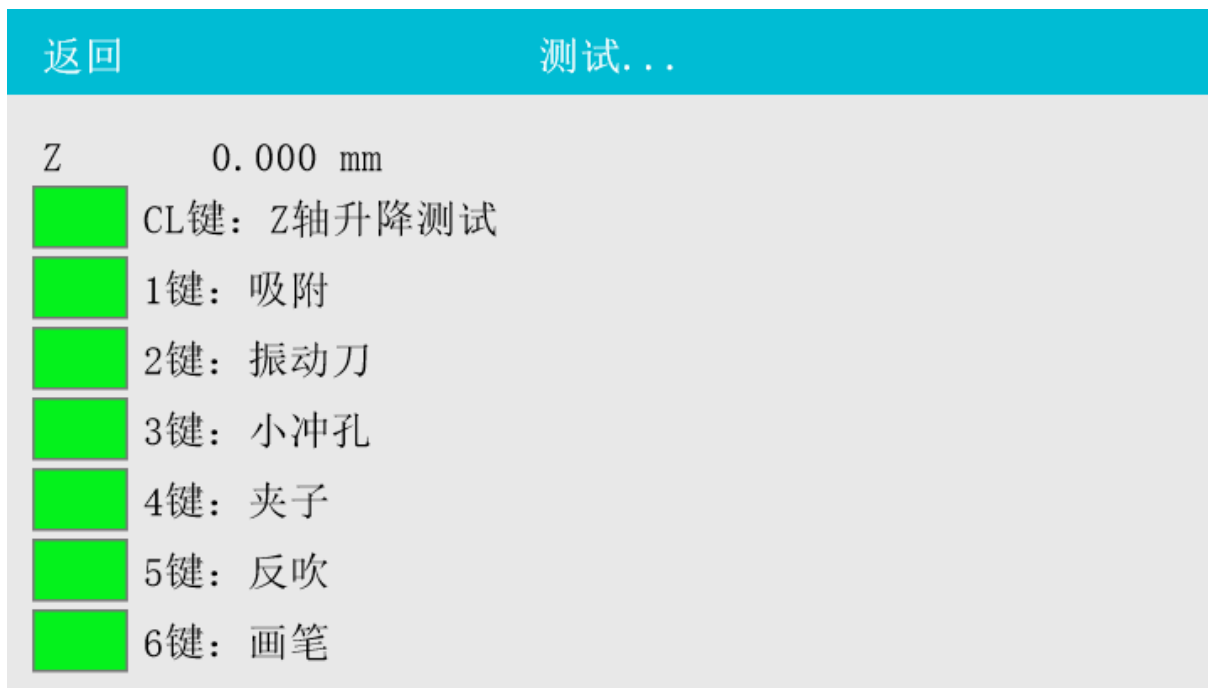 返回 测试...
Z 0.000 mm
CL键：Z轴升降测试
1键：吸附
2键：振动刀
3键：小冲孔
4键：夹子
5键：反吹
6键：画笔